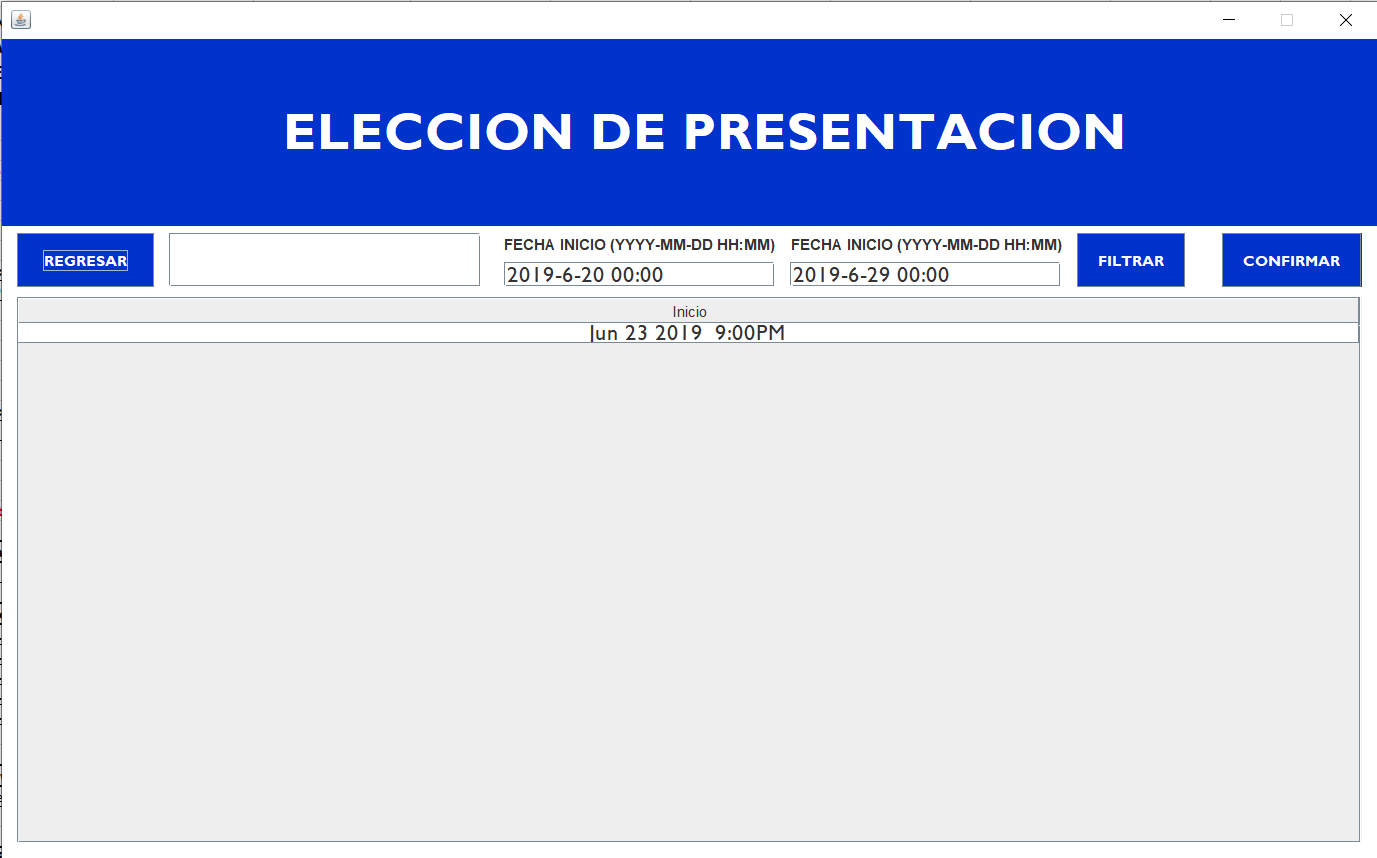 ELECCION DE PRESENTACION
REGRESAR
FECHA INICIO (YYYY-MM-DD HH:MM)
2019-6-20 00:00
FECHA INICIO (YYYY-MM-DD HH:MM)
2019-6-29 00:00
FILTRAR
CONFIRMAR
Inicio
Jun 23 2019  9:00PM